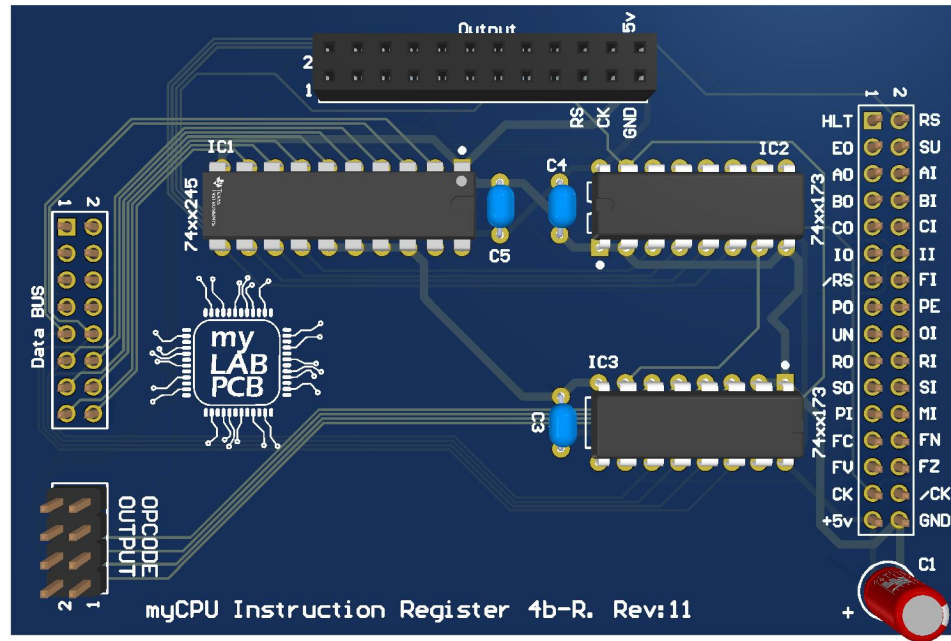 Output
5v
2
1
RS
CK
GND
1 2
HLT RS
EO SU
AO AI
BO BI
CO CI
IO II
/RS FI
PO PE
UN OI
RO RI
SO SI
PI MI
FC FN
FV FZ
CK /CK
+5v GND
IC1
74xx245
TEXAS
INSTRUMENTS
C5
C4
IC2
74xx173
1 2
Data BUS
my
LAB
PCB
IC3
74xx173
C3
OPCODE
OUTPUT
2 1
C1
+
myCPU Instruction Register 4b-R. Rev:11